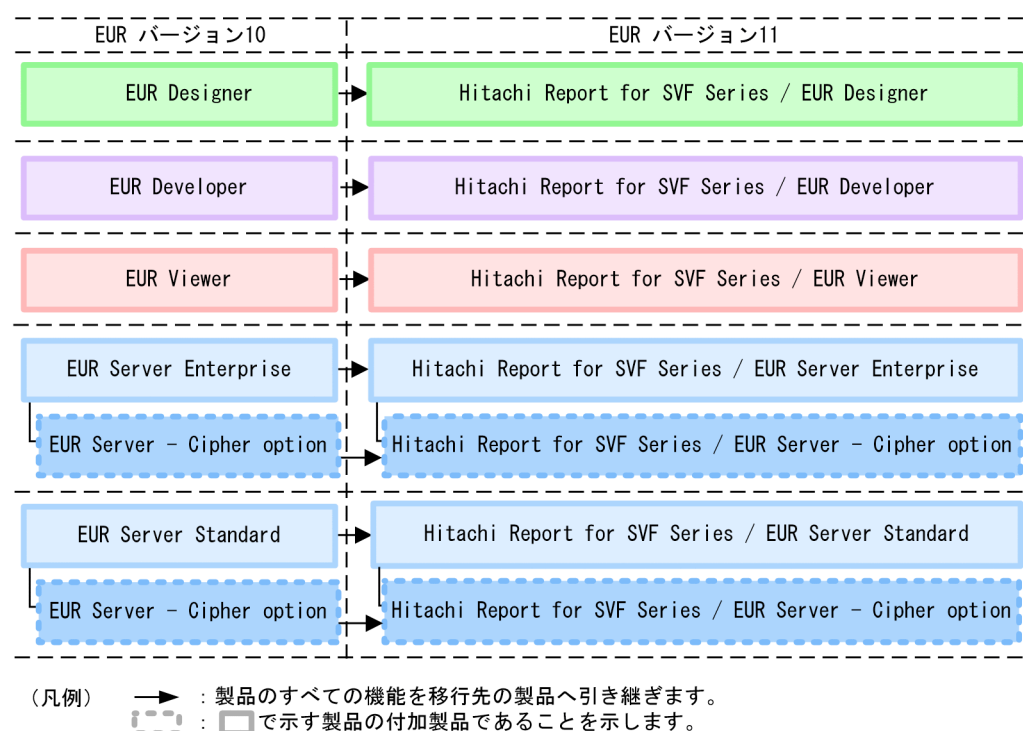 EUR バージョン10
EUR バージョン11
EUR Designer
Hitachi Report for SVF Series / EUR Designer
EUR Developer
Hitachi Report for SVF Series / EUR Developer
EUR Viewer
Hitachi Report for SVF Series / EUR Viewer
EUR Server Enterprise
Hitachi Report for SVF Series / EUR Server Enterprise
EUR Server − Cipher option
Hitachi Report for SVF Series / EUR Server − Cipher option
EUR Server Standard
Hitachi Report for SVF Series / EUR Server Standard
EUR Server − Cipher option
Hitachi Report for SVF Series / EUR Server − Cipher option
（凡例） ：製品のすべての機能を移行先の製品へ引き継ぎます。
： で示す製品の付加製品であることを示します。